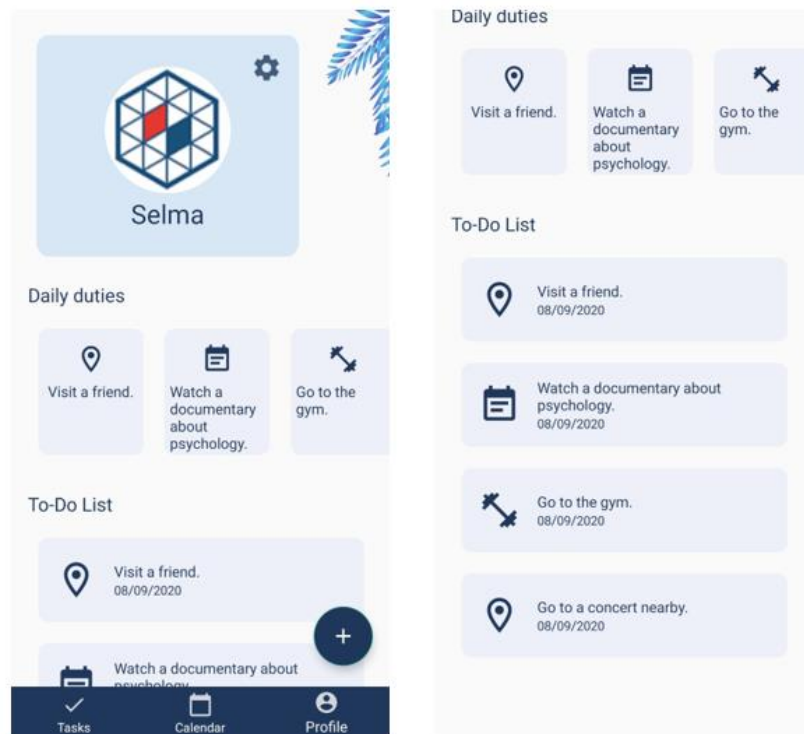 Selma
Daily duties
Visit a friend.
Watch a
documentary
about
psychology.
Go to the
gym.
To-Do List
Visit a friend.
08/09/2020
Watch a documentary about
psychology.
+
Tasks
Calendar
Profile
Daily duties
Visit a friend.
Watch a
documentary
about
psychology.
Go to the
gym.
To-Do List
Visit a friend.
08/09/2020
Watch a documentary about
psychology.
08/09/2020
Go to the gym.
08/09/2020
Go to a concert nearby.
08/09/2020